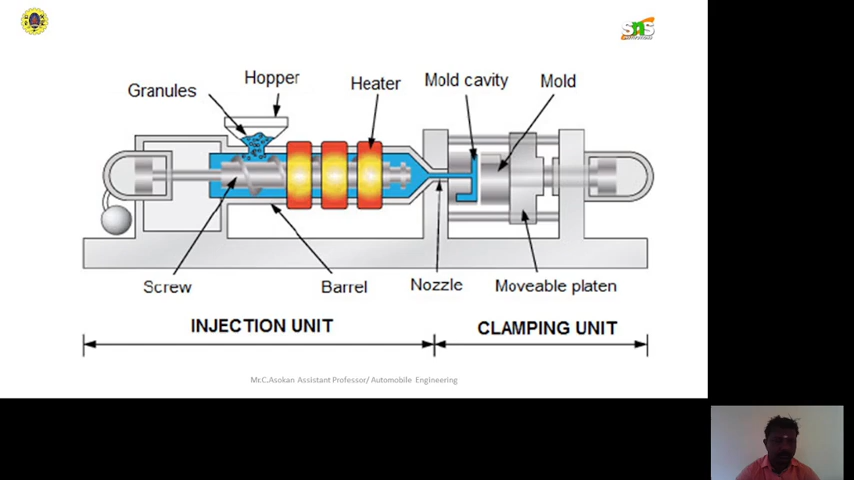 SNS
Hopper
Granules
Heater
Mold cavity
Mold
Screw
Barrel
Nozzle
Moveable platen
INJECTION UNIT
CLAMPING UNIT
Mr.C.Asokan Assistant Professor/ Automobile Engineering